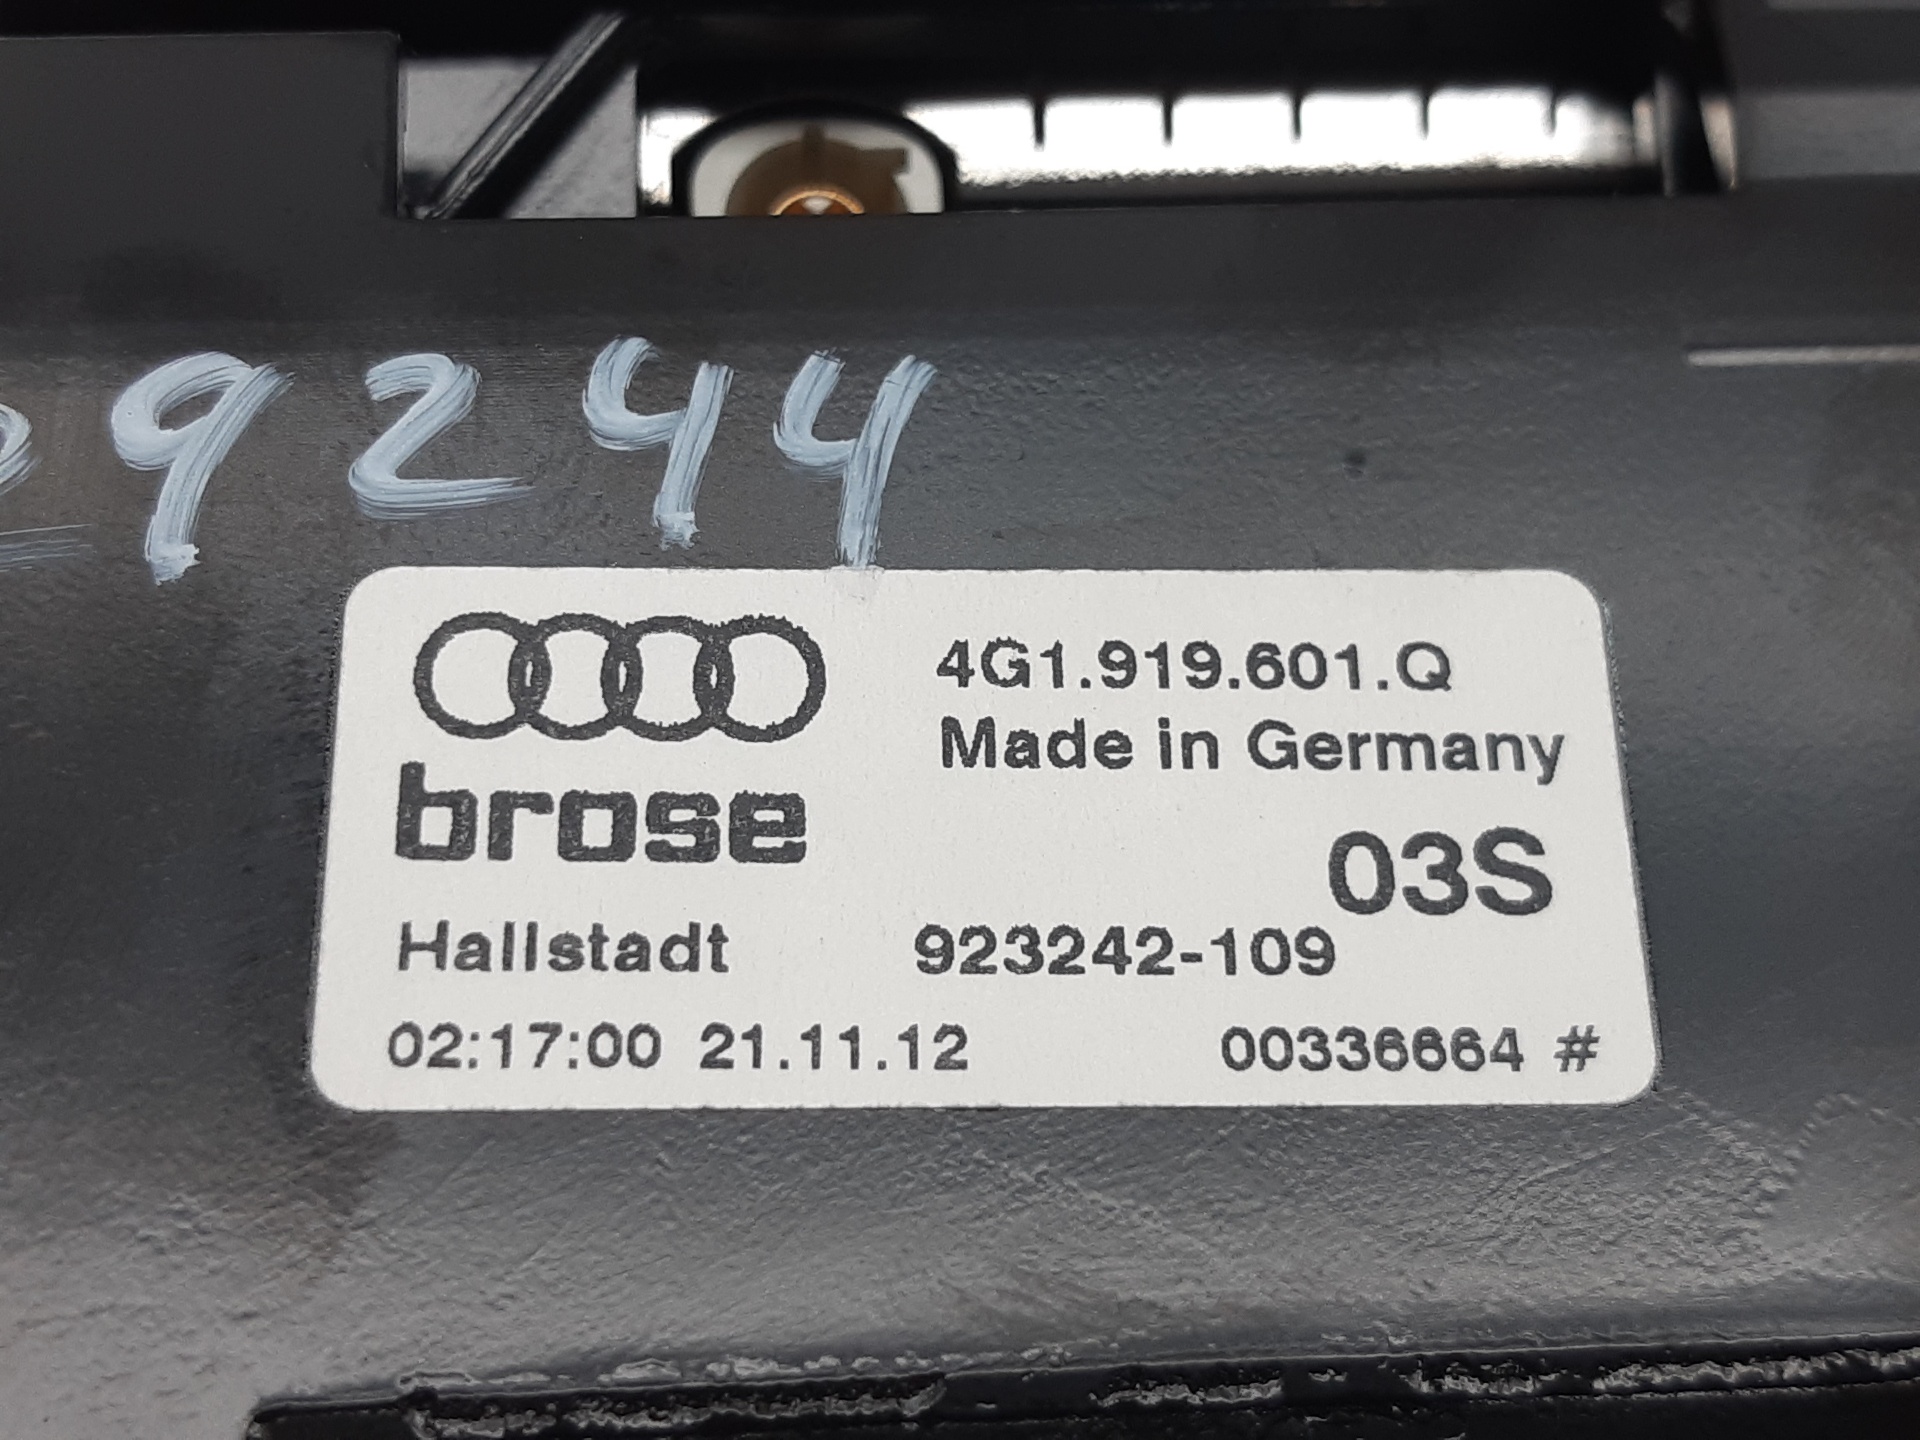 9244
4G1.919.601.Q
Made in Germany
brose
03S
Hallstadt 923242-109
02:17:00 21.11.12 00336664 #